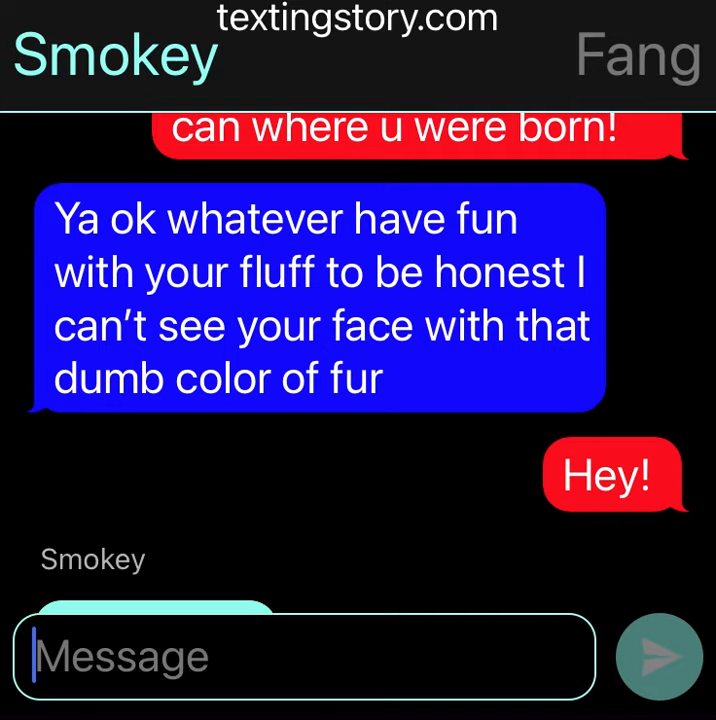 textingstory.com
Smokey
Fang
can where u were born!
Ya ok whatever have fun
with your fluff to be honest I
can’t see your face with that
dumb color of fur
Hey!
Smokey
Message